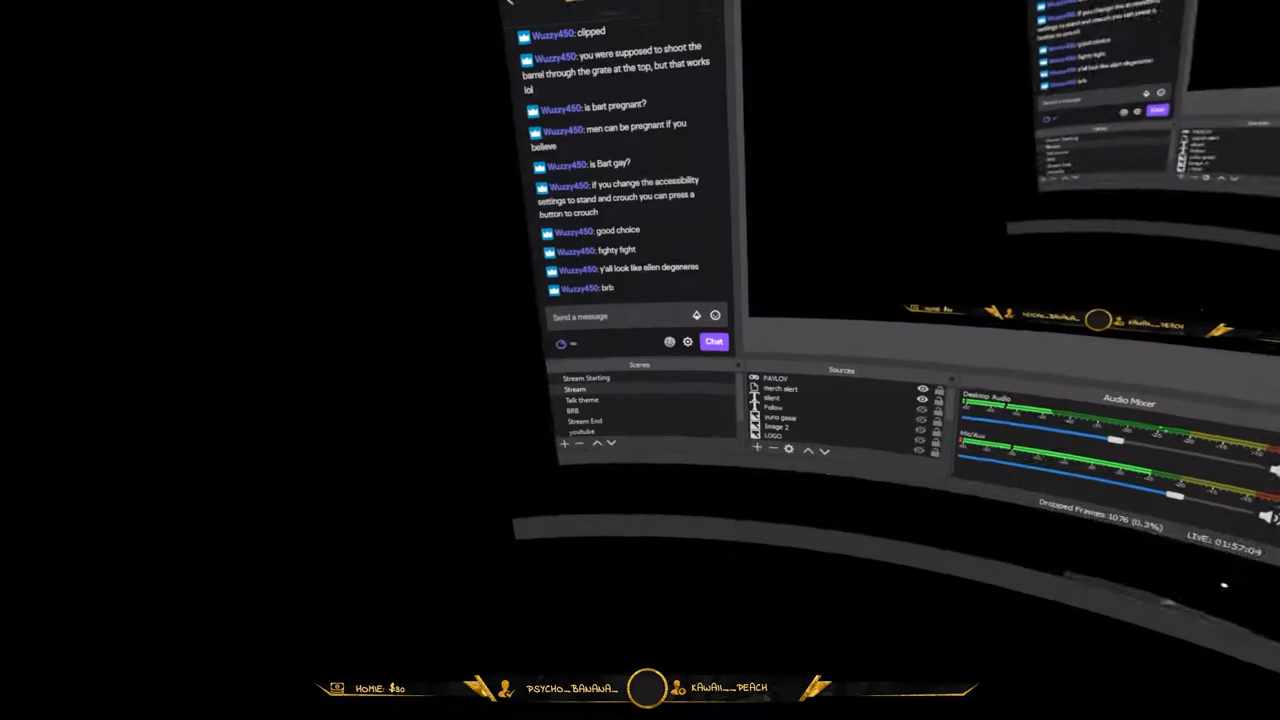 Wuzzy450: clipped
Wuzzy450: you were supposed to shoot the
barrel through the grate at the top, but that works
lol
Wuzzy450: is bart pregnant?
Wuzzy450: men can be pregnant if you
believe
Wuzzy450: is Bart gay?
Wuzzy450: if you change the accessibility
settings to stand and crouch you can press a
button to crouch
Wuzzy450: good choice
Wuzzy450: fighty fight
Wuzzy450: y'all look like ellen degeneres
Wuzzy450: brb
Send a message
Chat
Scenes
Stream Starting
Stream
Talk theme
BRB
Stream End
youtube
Sources
PAVLOV
merch alert
silent
Follow
yuno gasai
Image 2
LOGO
Audio Mixer
Desktop Audio
Mic/Aux
Dropped Frames 1076 (0.3%)
LIVE: 01:57:04
HOMIE: $80
PSYCHO_BANANA_
KAWAII__PEACH